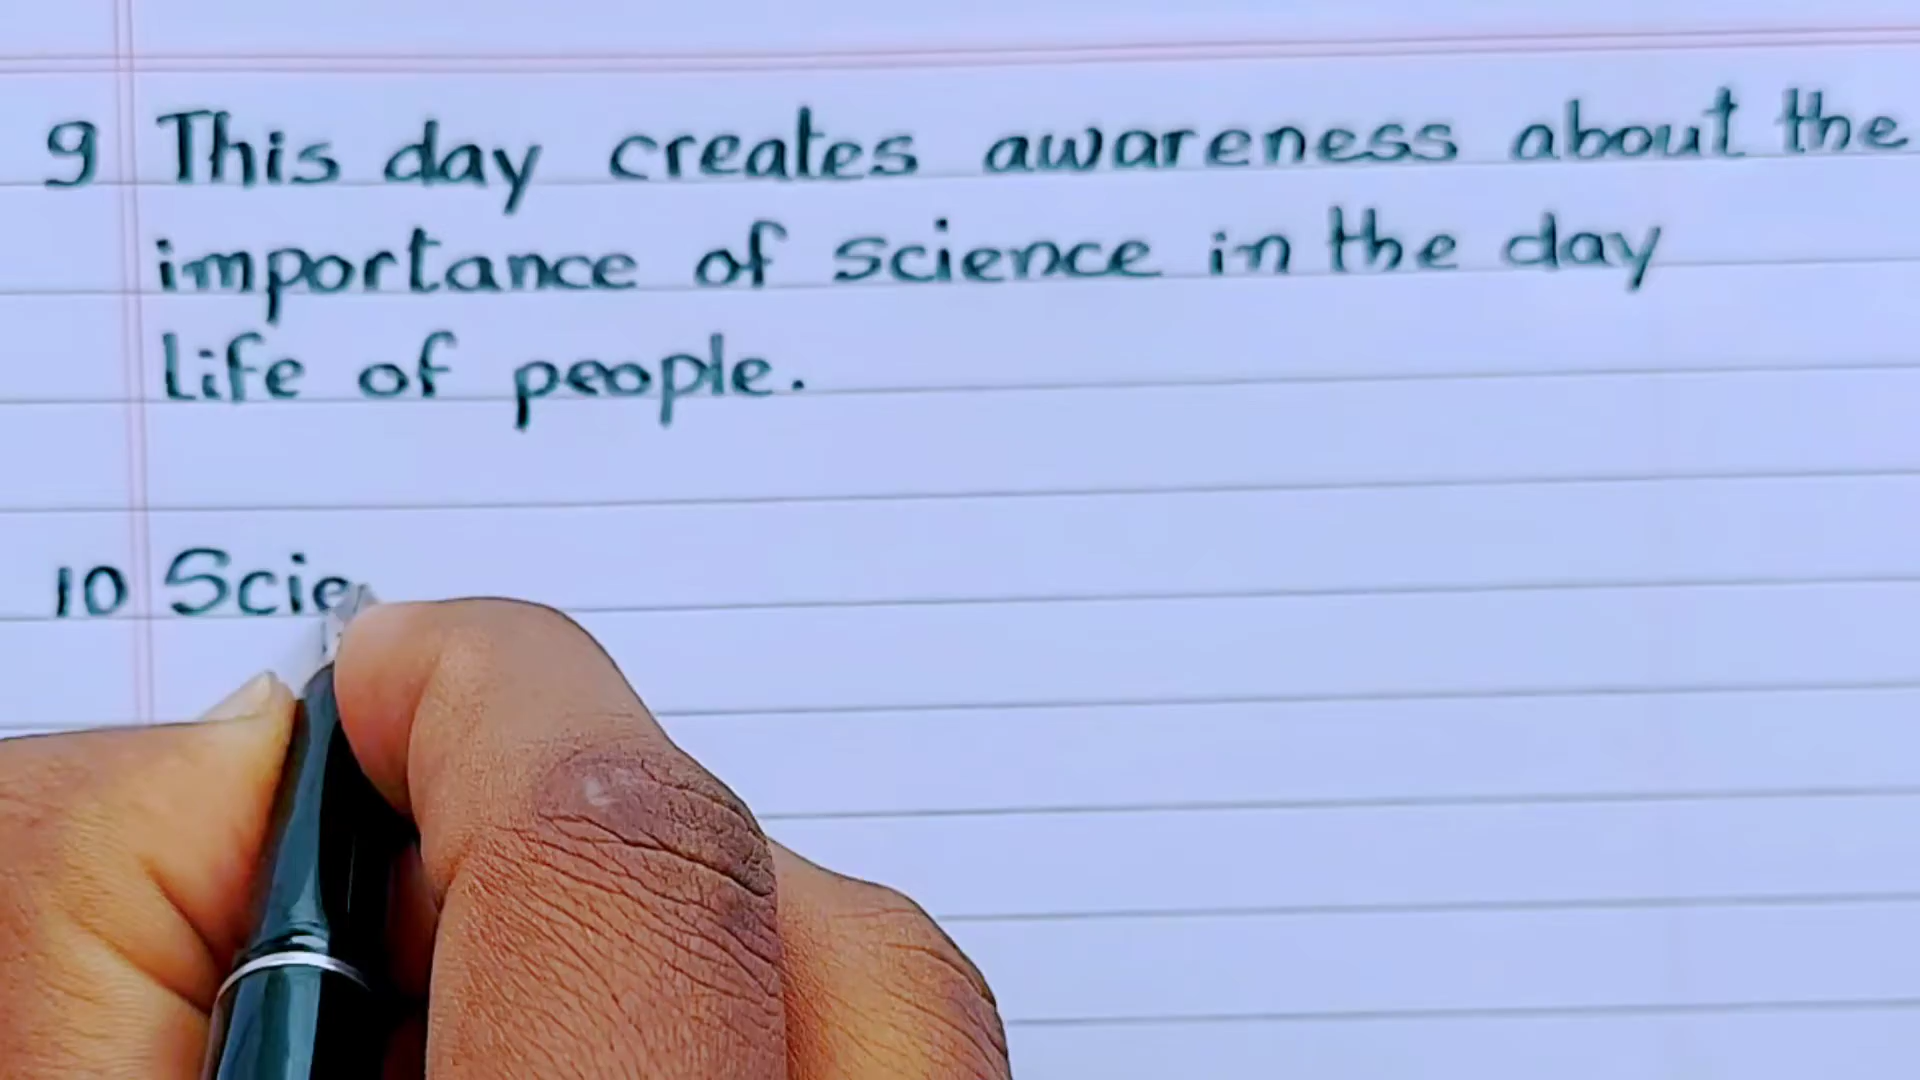 9 This day creates awareness about the
importance of science in the day
life of people.
10 Scie